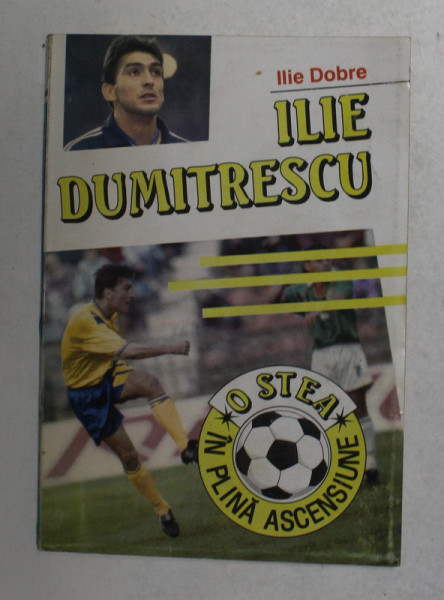 Ilie Dobre
ILIE
DUMITRESCU
O STEA
ÎN PLINĂ ASCENSIUNE